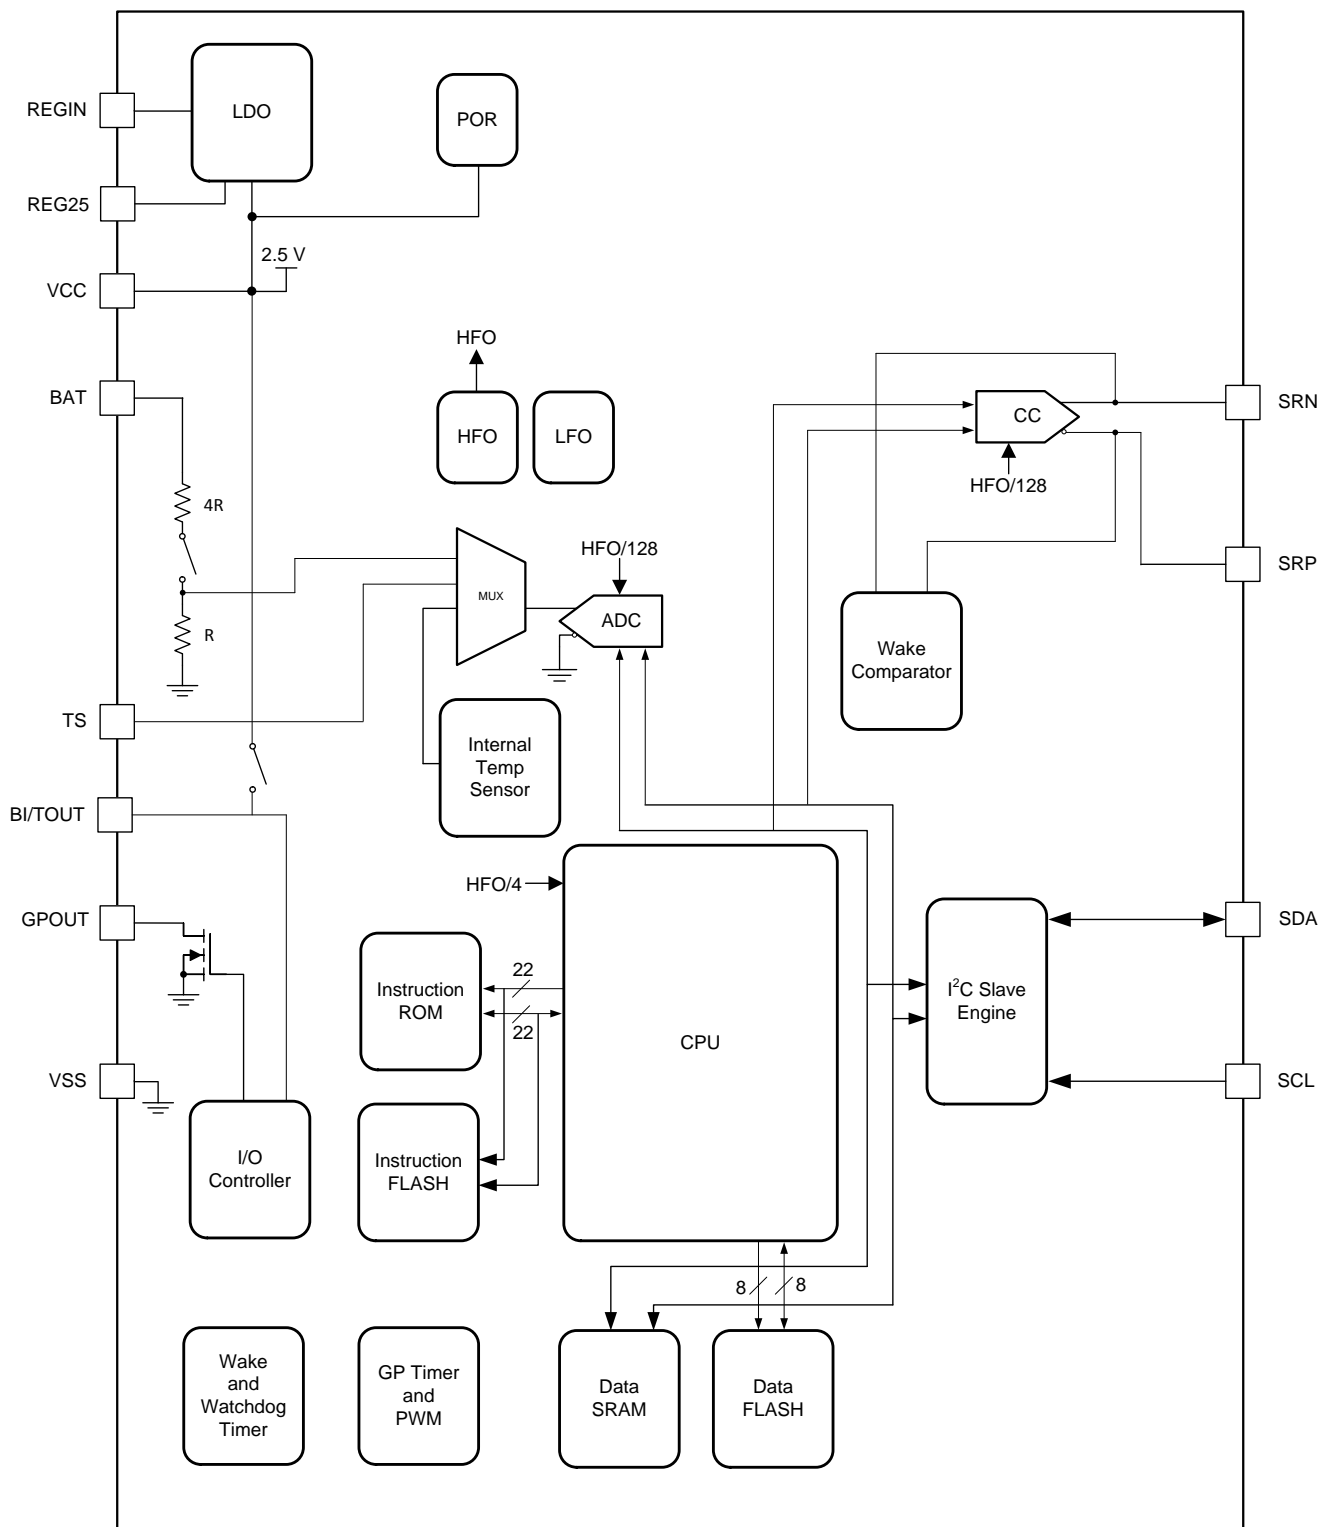 REGIN
LDO
POR
REG25
2.5 V
VCC
HFO
BAT
SRN
CC
HFO
LFO
HFO/128
4R
HFO/128
SRP
MUX
ADC
R
Wake
Comparator
TS
Internal
Temp
Sensor
BI/TOUT
HFO/4
GPOUT
SDA
22
Instruction
ROM
I²C Slave
Engine
22
CPU
VSS
SCL
I/O
Controller
Instruction
FLASH
8
8
Wake
and
Watchdog
Timer
GP Timer
and
PWM
Data
SRAM
Data
FLASH